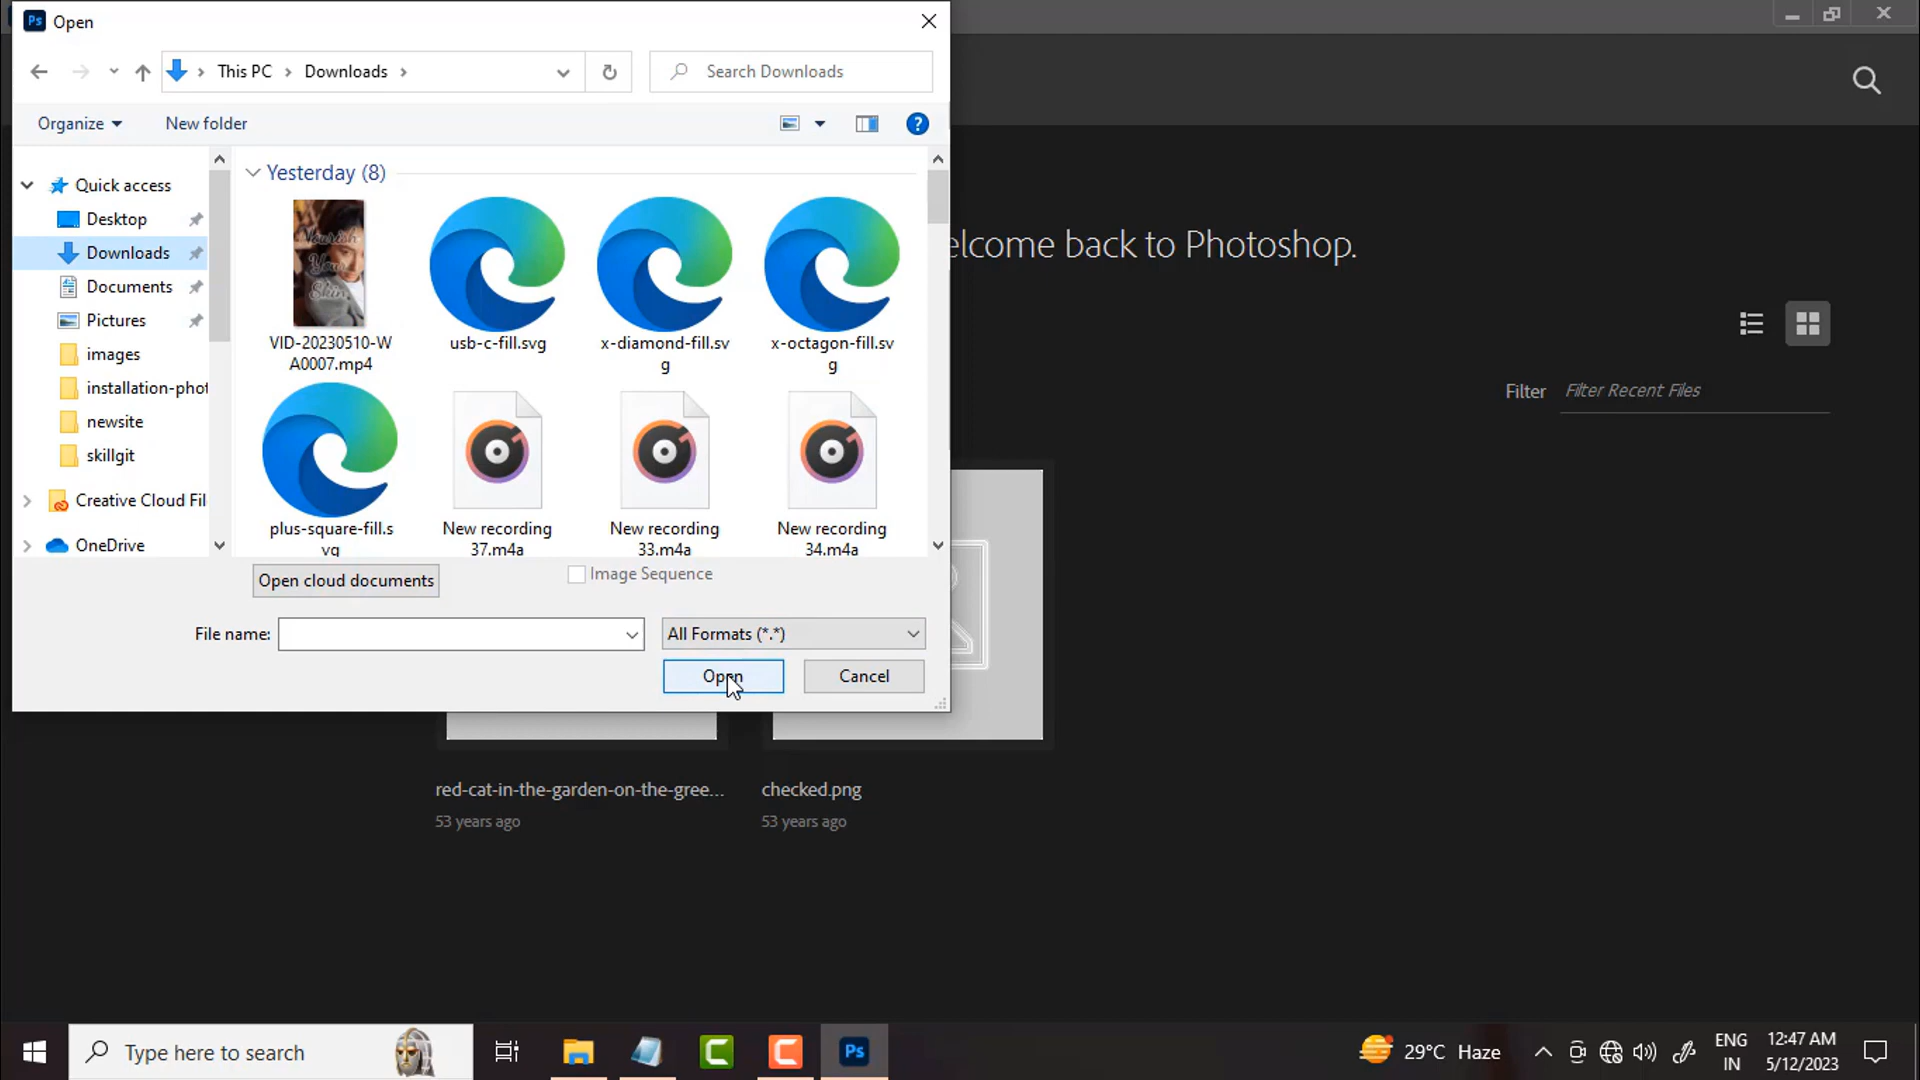 Ps Open
This PC > Downloads >
Search Downloads
Organize
New folder
Quick access
Desktop
Downloads
Documents
Pictures
images
installation-phot
newsite
skillgit
Creative Cloud Fil
OneDrive
Yesterday (8)
Nourish
Your
Skin
VID-20230510-W
A0007.mp4
usb-c-fill.svg
x-diamond-fill.sv
g
x-octagon-fill.sv
g
plus-square-fill.s
vg
New recording
37.m4a
New recording
33.m4a
New recording
34.m4a
Open cloud documents
Image Sequence
File name:
All Formats (*.*)
Open
Cancel
elcome back to Photoshop.
Filter
Filter Recent Files
red-cat-in-the-garden-on-the-gree...
53 years ago
checked.png
53 years ago
Type here to search
Ps
29°C Haze
ENG
IN
12:47 AM
5/12/2023